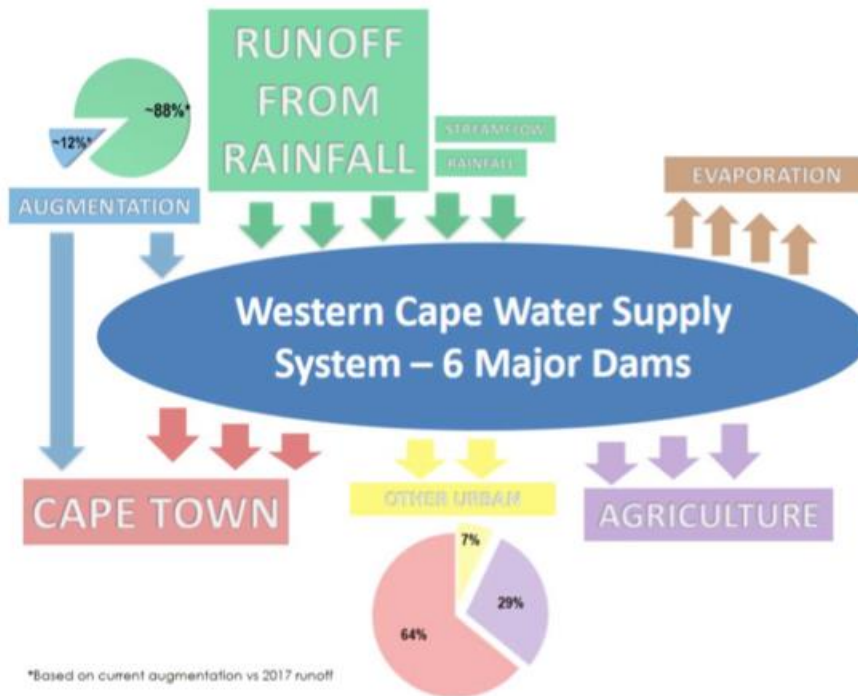 RUNOFF
FROM
RAINFALL
~88%*
~12%*
STREAMFLOW
RAINFALL
AUGMENTATION
EVAPORATION
Western Cape Water Supply
System – 6 Major Dams
CAPE TOWN
OTHER URBAN
AGRICULTURE
7%
29%
64%
*Based on current augmentation vs 2017 runoff